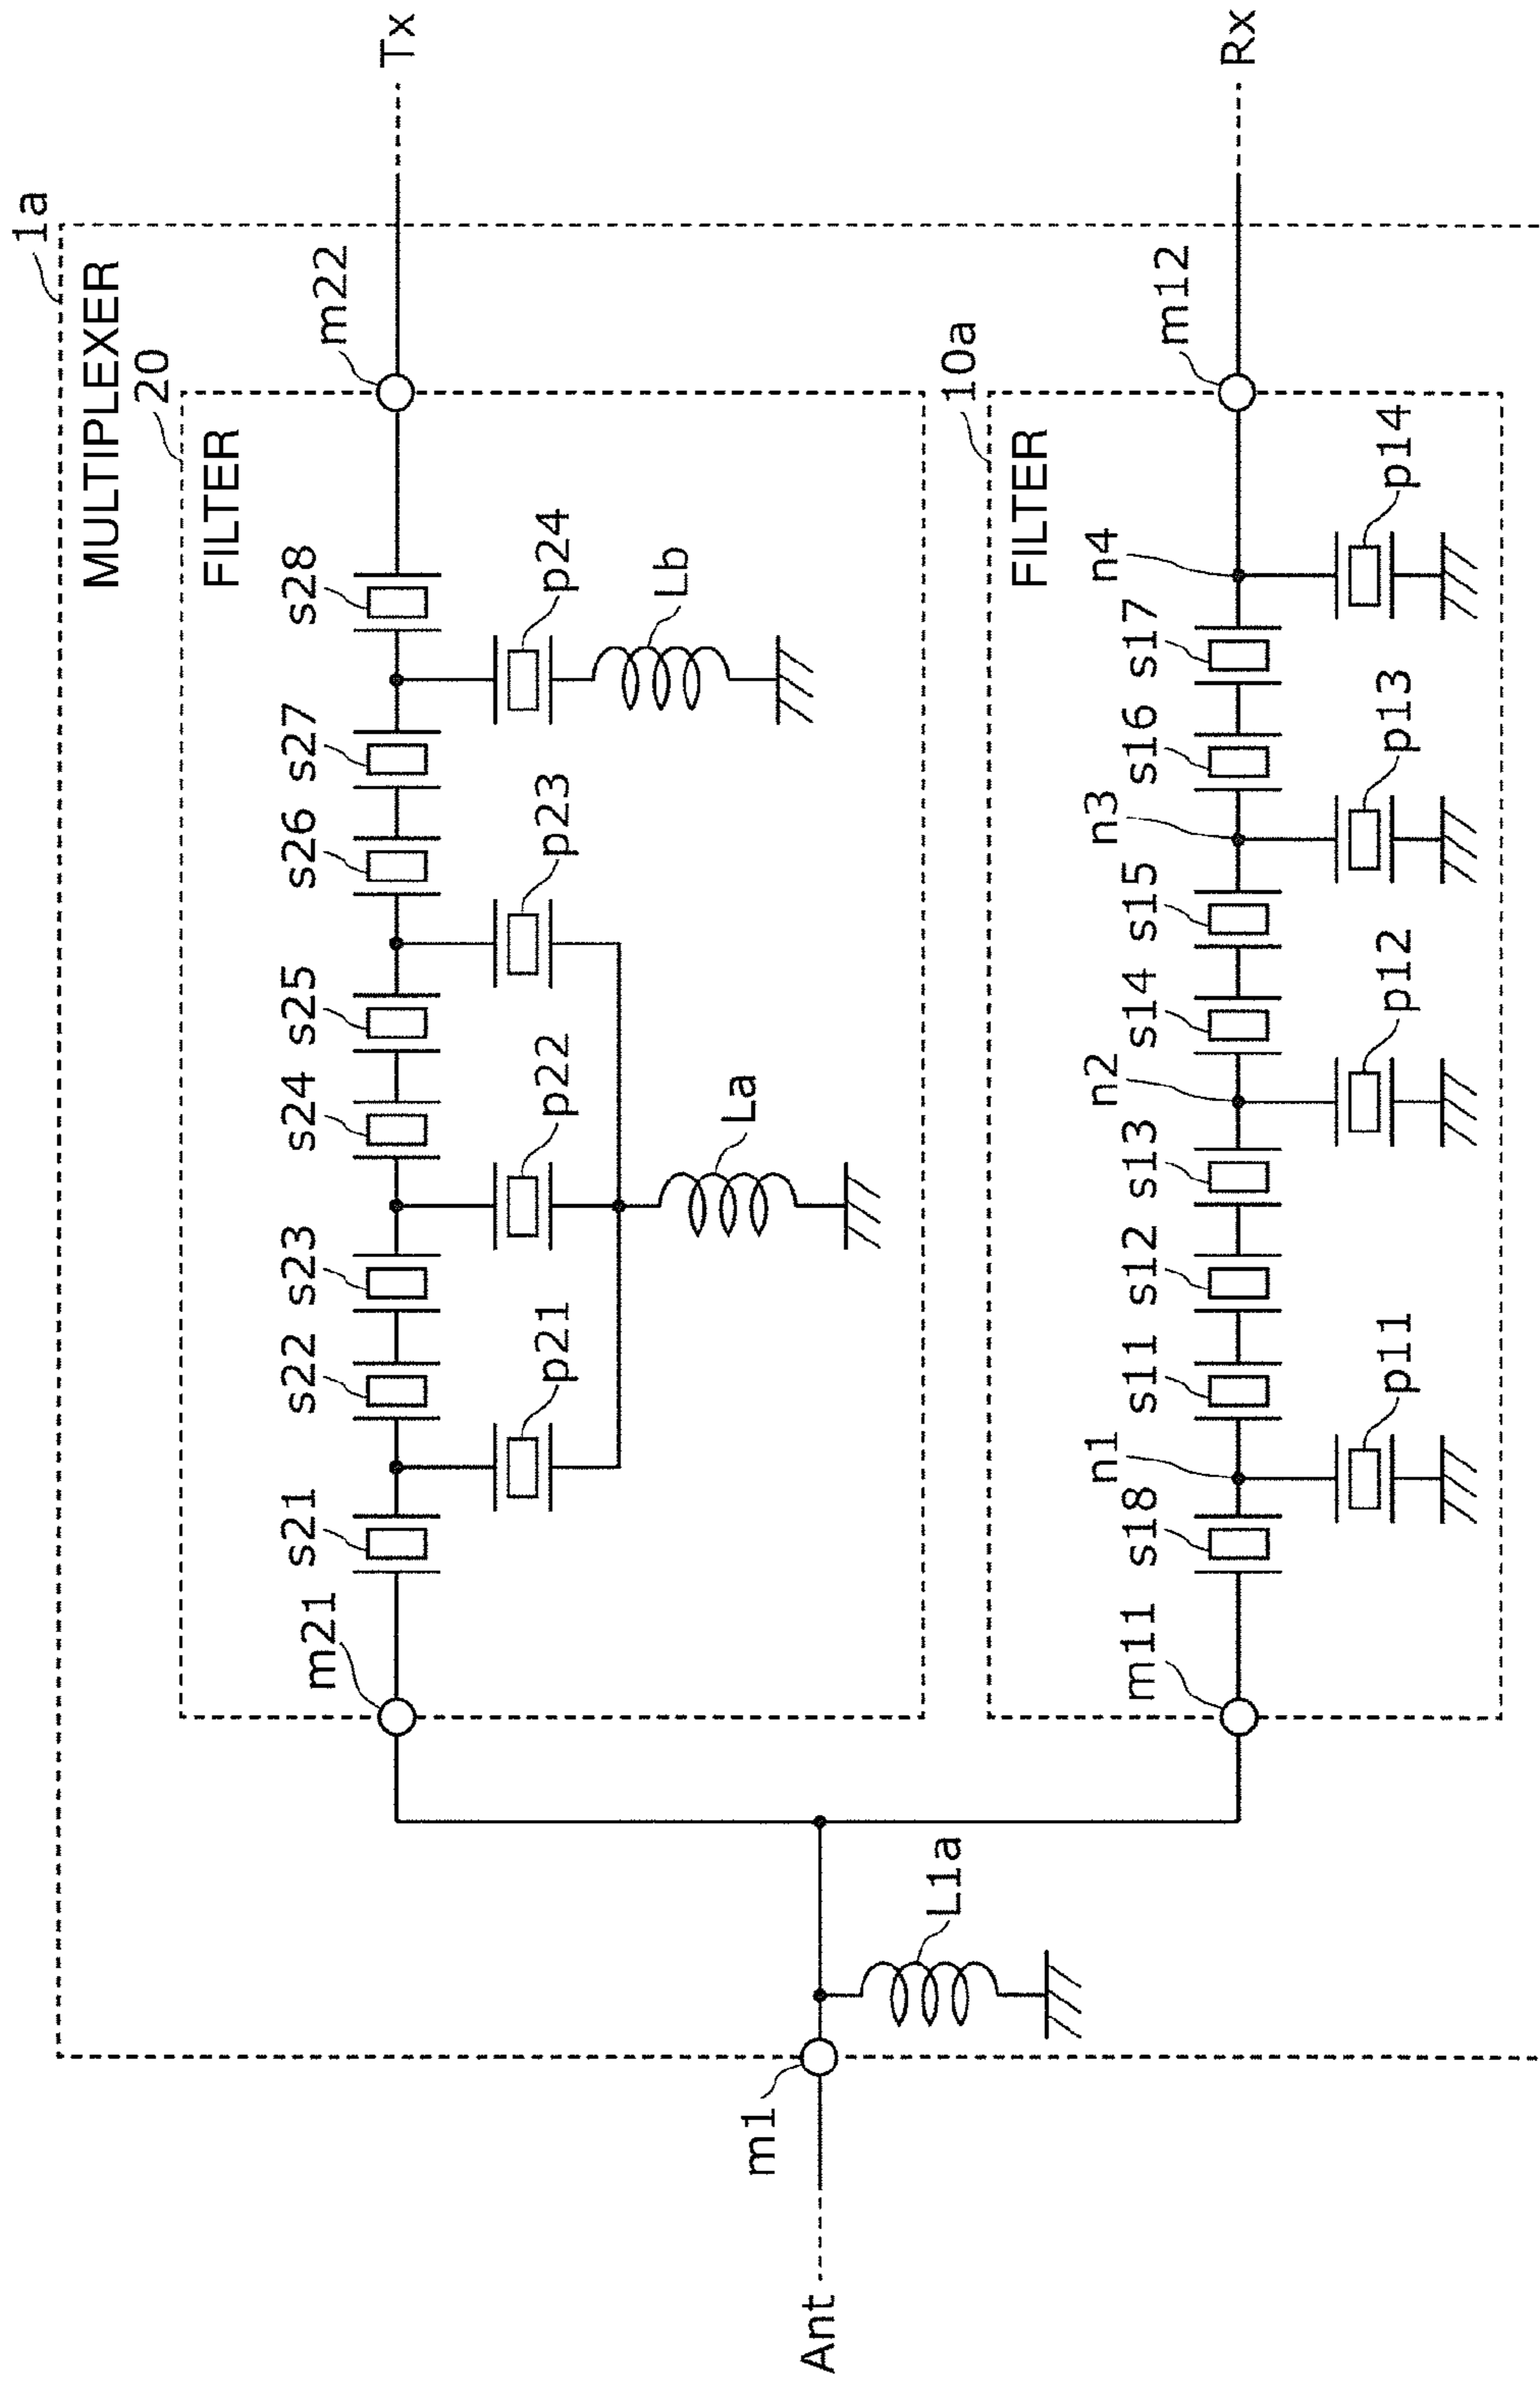 1a
MULTIPLEXER
20
FILTER
m21
s21
s22
s23
s24
s25
s26
s27
s28
m22
Tx
p21
p22
p23
p24
Lb
La
m1
Ant
L1a
10a
FILTER
m11
s18
n1
s11
s12
s13
n2
s14
s15
n3
s16
s17
n4
m12
Rx
p11
p12
p13
p14